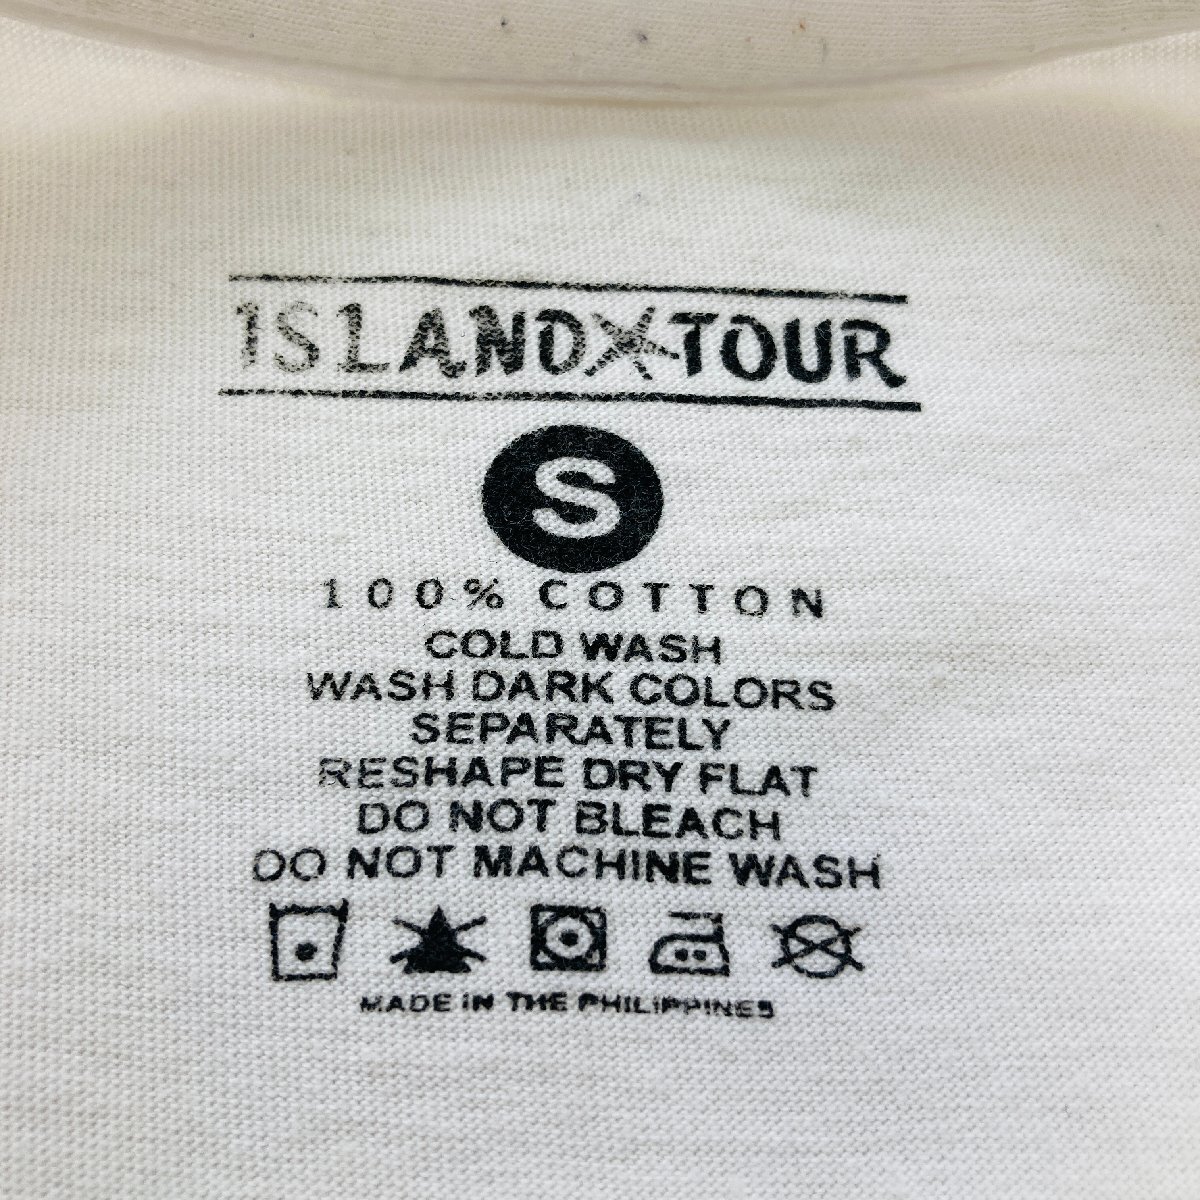 ISLAND TOUR
S
100% COTTON
COLD WASH
WASH DARK COLORS
SEPARATELY
RESHAPE DRY FLAT
DO NOT BLEACH
DO NOT MACHINE WASH
MADE IN THE PHILIPPINES